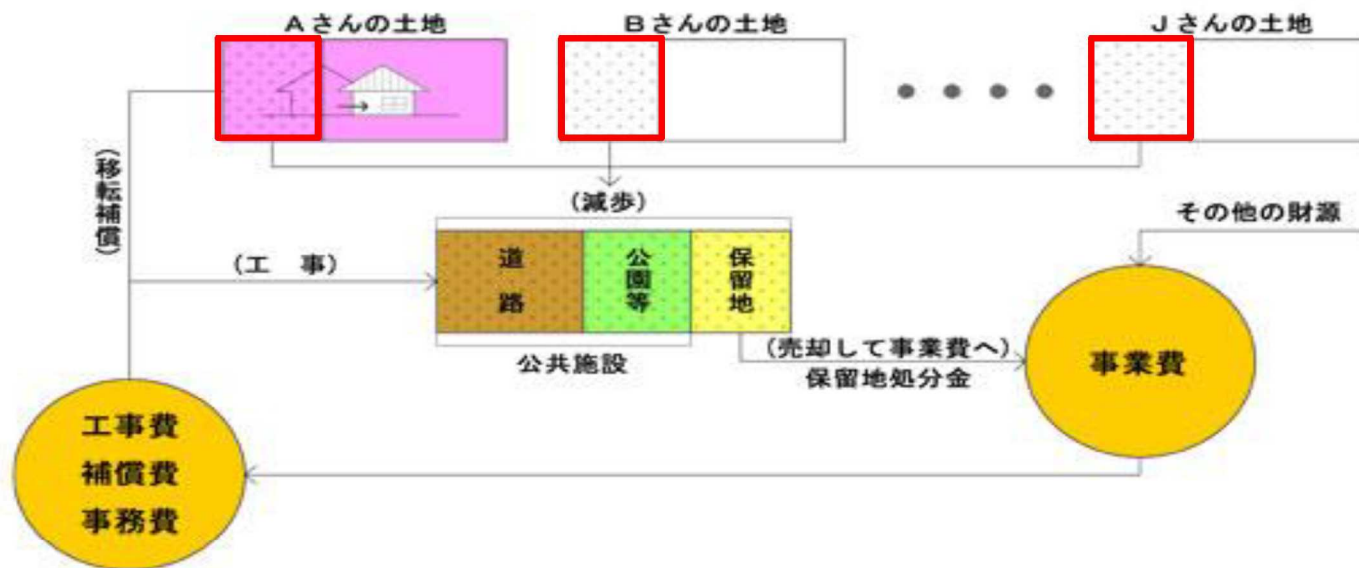 Aさんの土地
Bさんの土地
Jさんの土地
(移転補償)
(減歩)
その他の財源
(工　事)
道路
公園等
保留地
公共施設
(売却して事業費へ)
保留地処分金
事業費
工事費
補償費
事務費